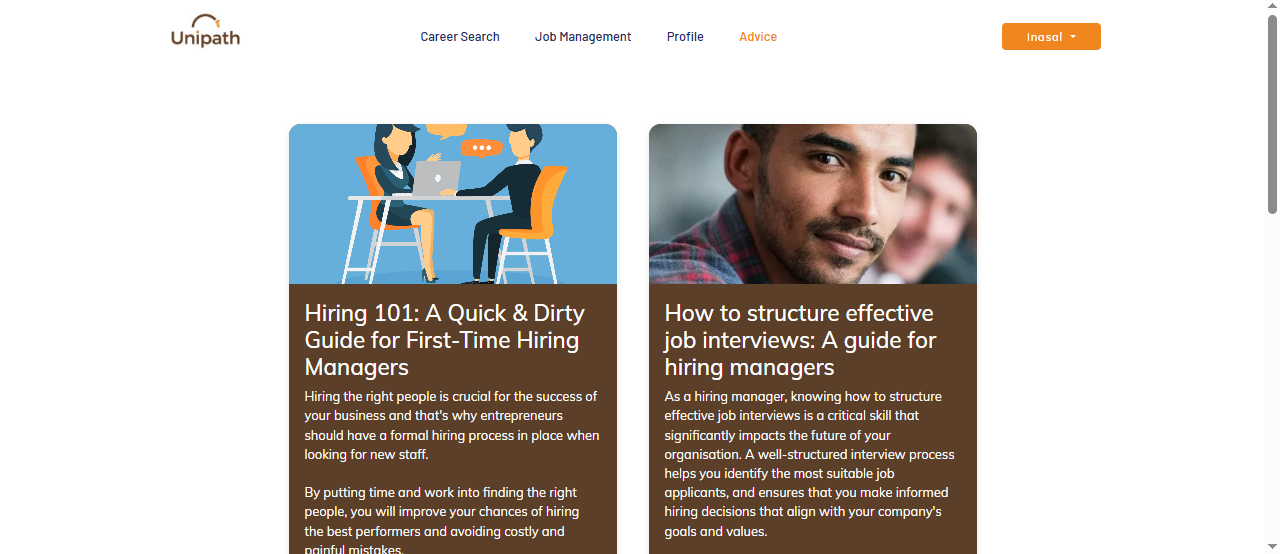 Unipath
Career Search
Job Management
Profile
Advice
Inasal
Hiring 101: A Quick & Dirty
Guide for First-Time Hiring
Managers
Hiring the right people is crucial for the success of
your business and that's why entrepreneurs
should have a formal hiring process in place when
looking for new staff.
By putting time and work into finding the right
people, you will improve your chances of hiring
the best performers and avoiding costly and
painful mistakes.
How to structure effective
job interviews: A guide for
hiring managers
As a hiring manager, knowing how to structure
effective job interviews is a critical skill that
significantly impacts the future of your
organisation. A well-structured interview process
helps you identify the most suitable job
applicants, and ensures that you make informed
hiring decisions that align with your company's
goals and values.